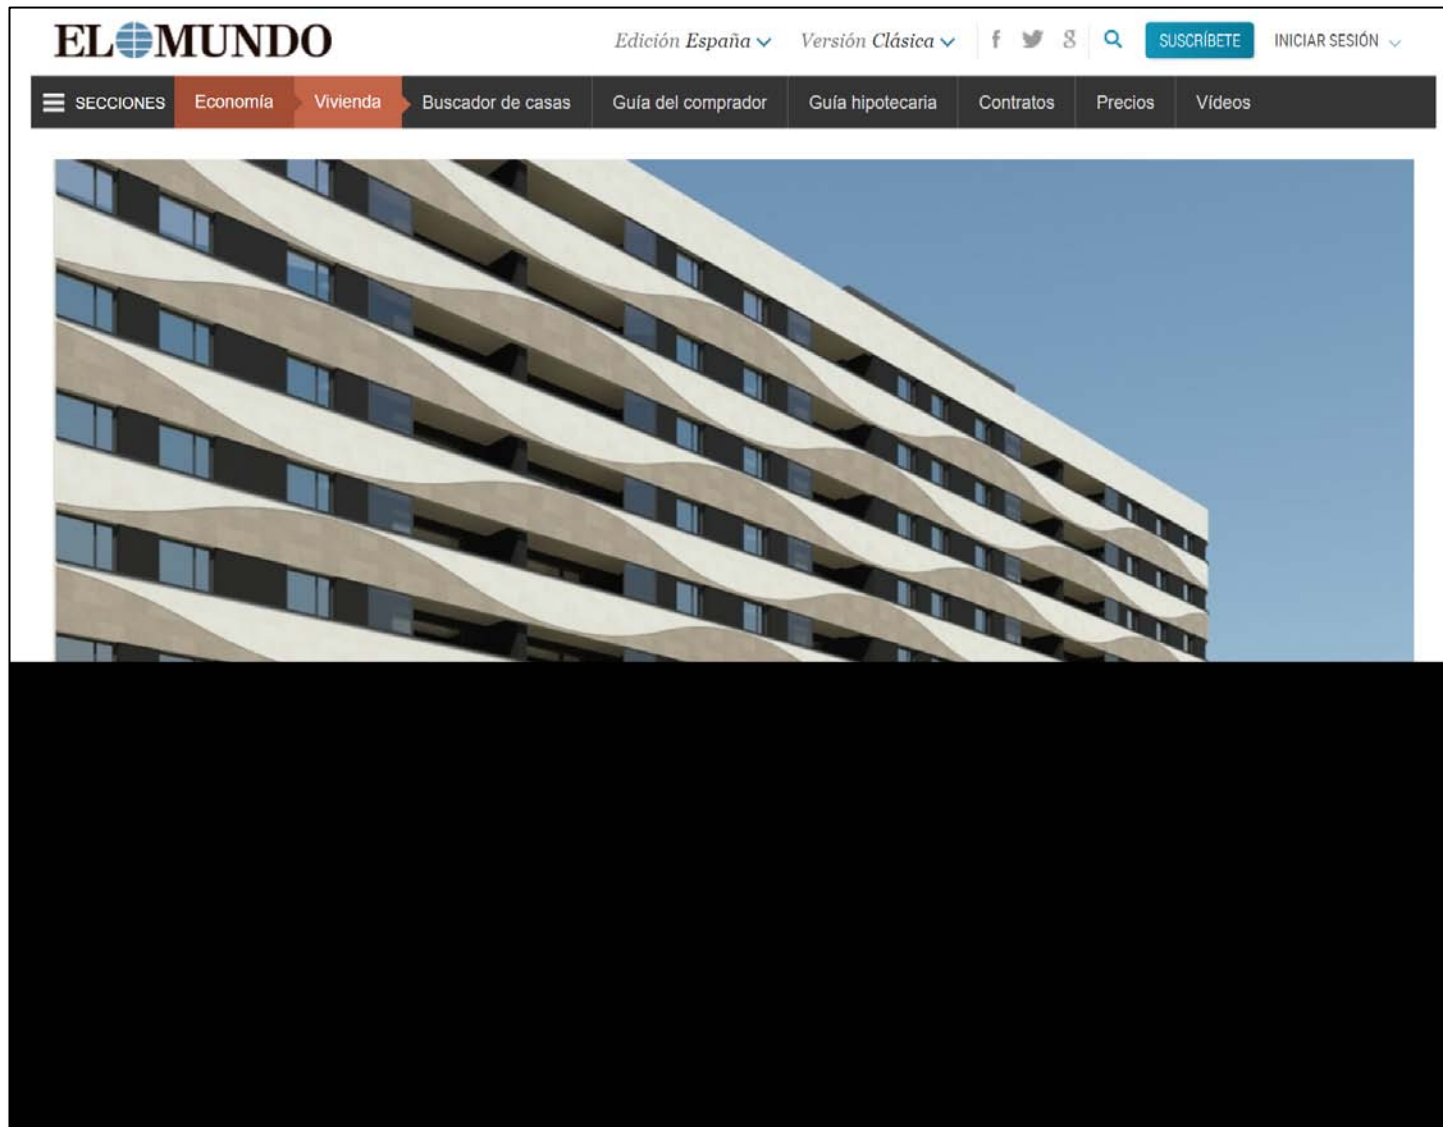 EL MUNDO
Edición España Versión Clásica f g SUSCRÍBETE INICIAR SESIÓN
SECCIONES Economía Vivienda Buscador de casas Guía del comprador Guía hipotecaria Contratos Precios Vídeos